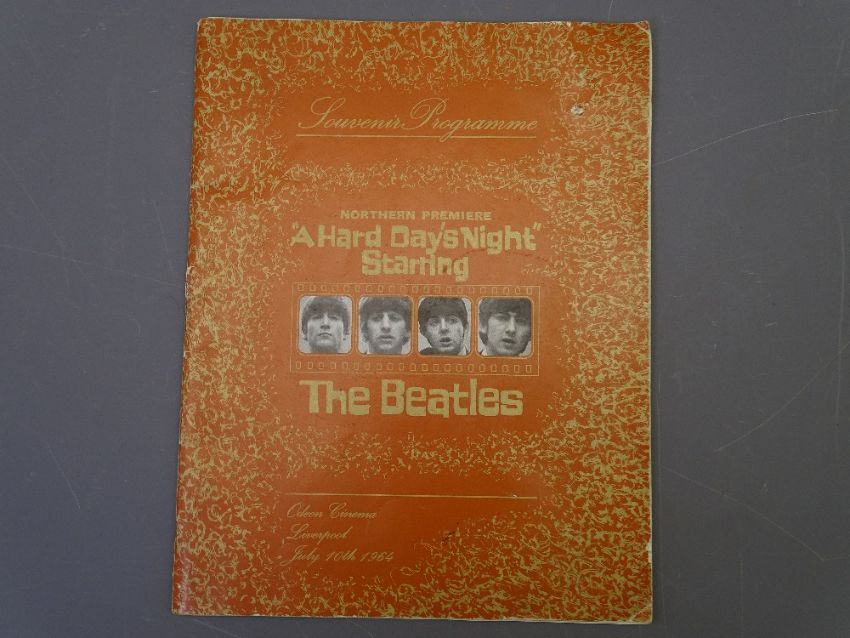 Souvenir Programme
NORTHERN PREMIERE
"A Hard Day's Night"
Starring
The Beatles
Odeon Cinema
Liverpool
July 10th 1964